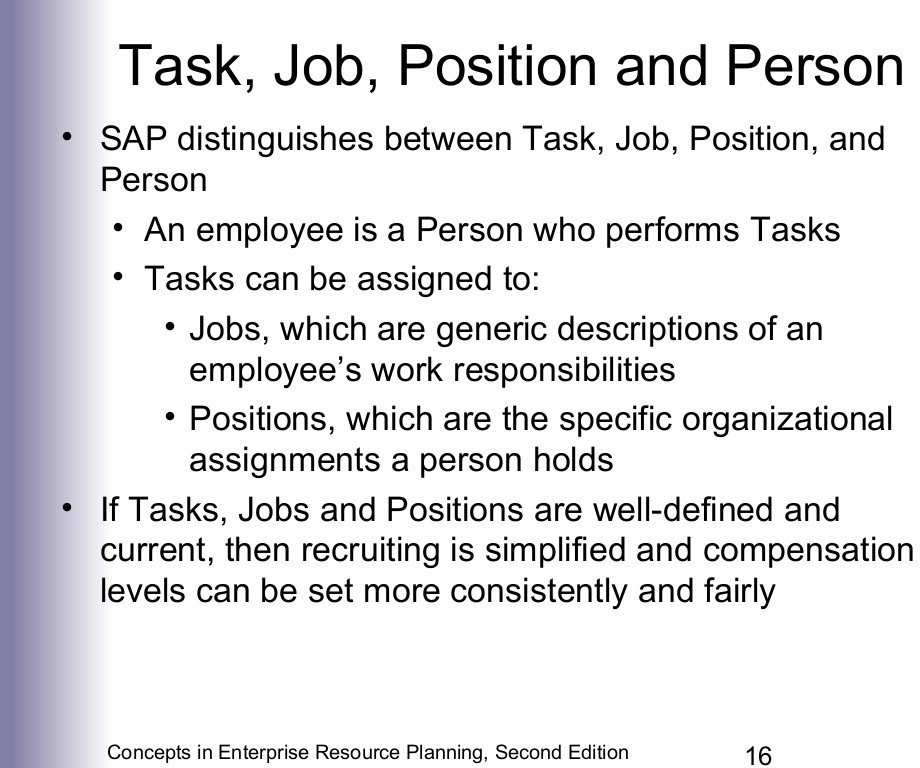 Task, Job, Position and Person
• SAP distinguishes between Task, Job, Position, and
Person
• An employee is a Person who performs Tasks
• Tasks can be assigned to:
• Jobs, which are generic descriptions of an
employee’s work responsibilities
• Positions, which are the specific organizational
assignments a person holds
• If Tasks, Jobs and Positions are well-defined and
current, then recruiting is simplified and compensation
levels can be set more consistently and fairly
Concepts in Enterprise Resource Planning, Second Edition
16